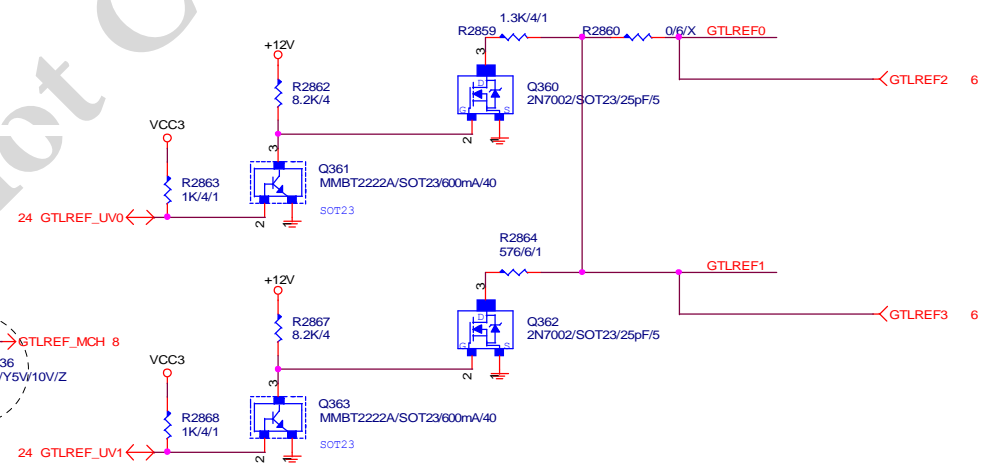 1.3K/4/1
R2859
R2860
0/6/X
GTLREF0
+12V
3
R2862
8.2K/4
D
G
S
Q360
2N7002/SOT23/25pF/5
GTLREF2 6
VCC3
2
1
3
R2863
1K/4/1
Q361
MMBT2222A/SOT23/600mA/40
SOT23
24 GTLREF_UV0
2
1
R2864
576/6/1
GTLREF1
+12V
3
R2867
8.2K/4
D
G
S
Q362
2N7002/SOT23/25pF/5
GTLREF3 6
GTLREF_MCH 8
36
/Y5V/10V/Z
VCC3
2
1
3
R2868
1K/4/1
Q363
MMBT2222A/SOT23/600mA/40
SOT23
24 GTLREF_UV1
2
1